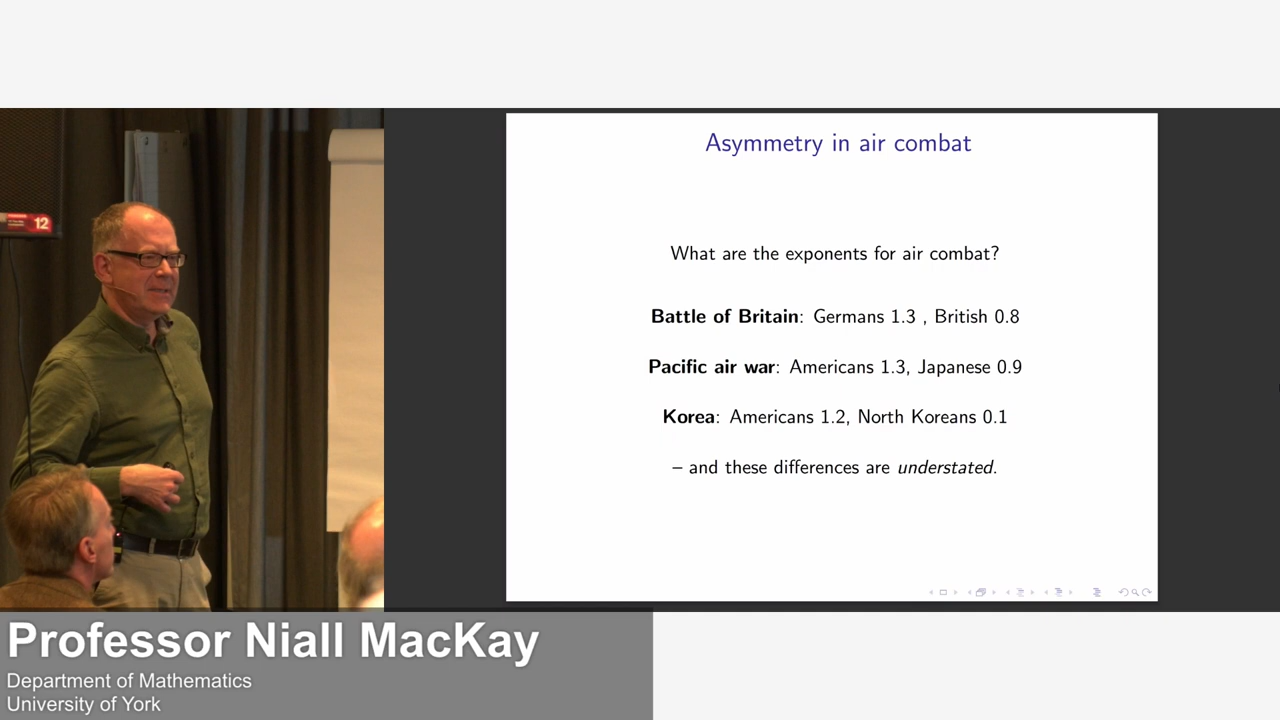 12
Asymmetry in air combat
What are the exponents for air combat?
Battle of Britain: Germans 1.3 , British 0.8
Pacific air war: Americans 1.3, Japanese 0.9
Korea: Americans 1.2, North Koreans 0.1
– and these differences are understated.
Professor Niall MacKay
Department of Mathematics
University of York